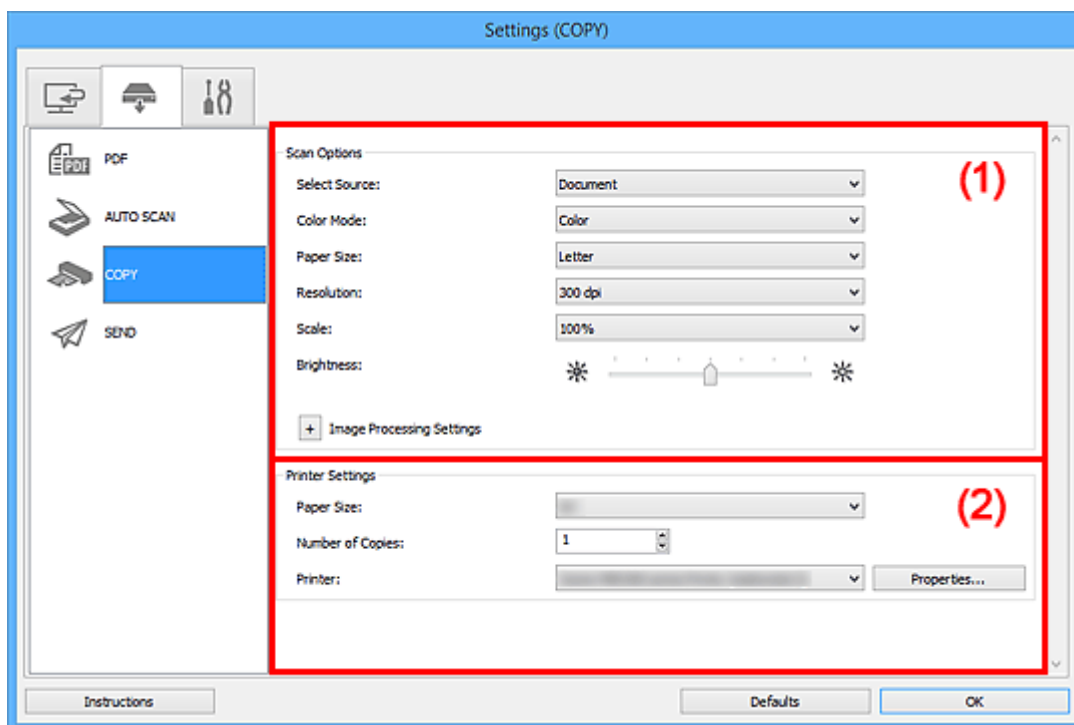 Settings (COPY)
PDF
PDF
AUTO SCAN
COPY
SEND
Scan Options
(1)
Select Source: Document
Color Mode: Color
Paper Size: Letter
Resolution: 300 dpi
Scale: 100%
Brightness:
+ Image Processing Settings
Printer Settings
(2)
Paper Size:
Number of Copies: 1
Printer: Properties...
Instructions Defaults OK